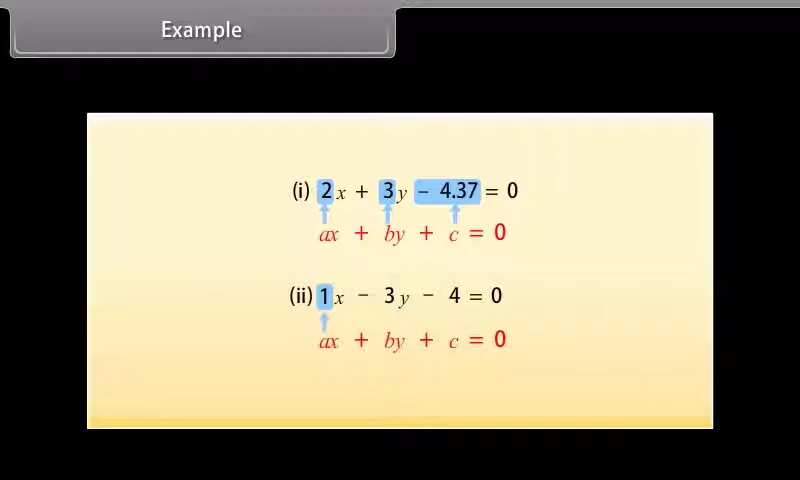 Example
(i) 2x + 3y – 4.37 = 0
ax + by + c = 0
(ii) 1x – 3y – 4 = 0
ax + by + c = 0